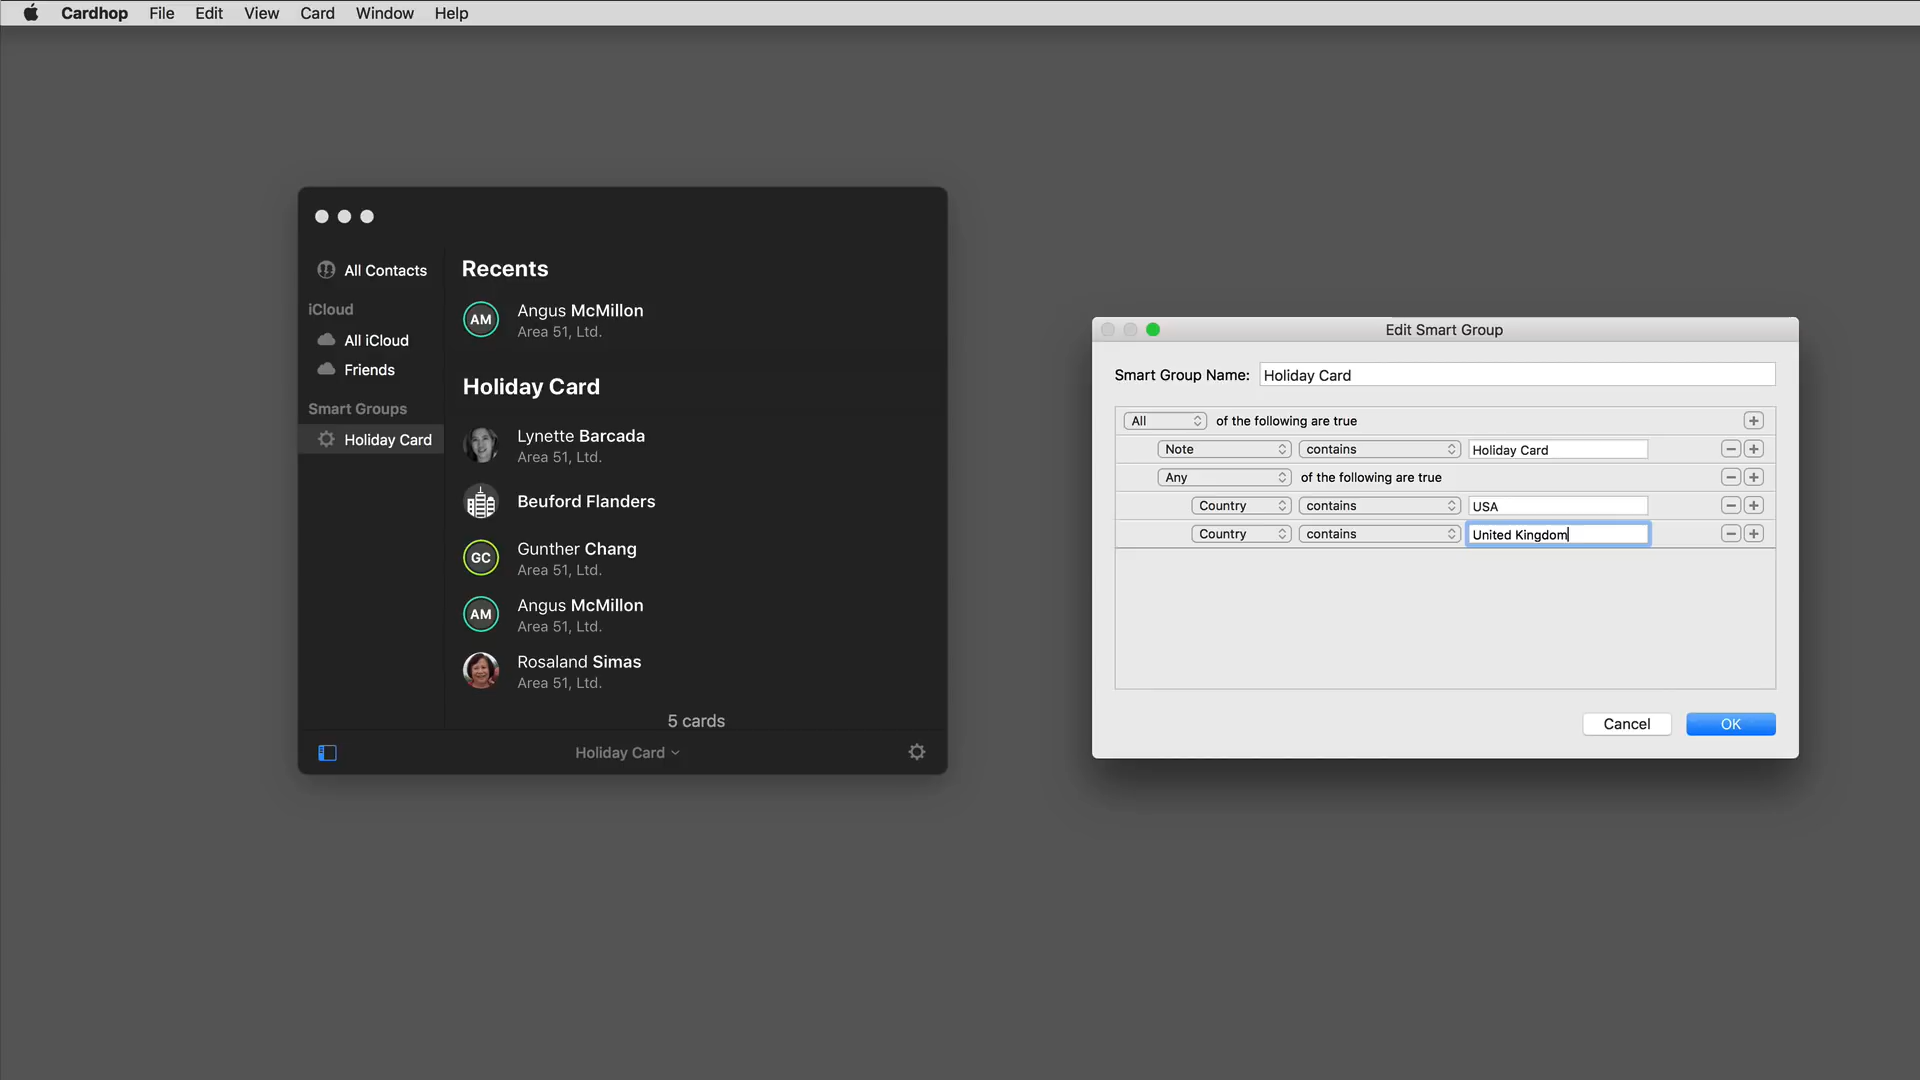 Cardhop File Edit View Card Window Help
All Contacts
iCloud
All iCloud
Friends
Smart Groups
Holiday Card
Recents
AM
Angus McMillon
Area 51, Ltd.
Holiday Card
Lynette Barcada
Area 51, Ltd.
Beuford Flanders
GC
Gunther Chang
Area 51, Ltd.
AM
Angus McMillon
Area 51, Ltd.
Rosaland Simas
Area 51, Ltd.
5 cards
Holiday Card
Edit Smart Group
Smart Group Name: Holiday Card
All of the following are true
Note contains Holiday Card
Any of the following are true
Country contains USA
Country contains United Kingdom
Cancel OK